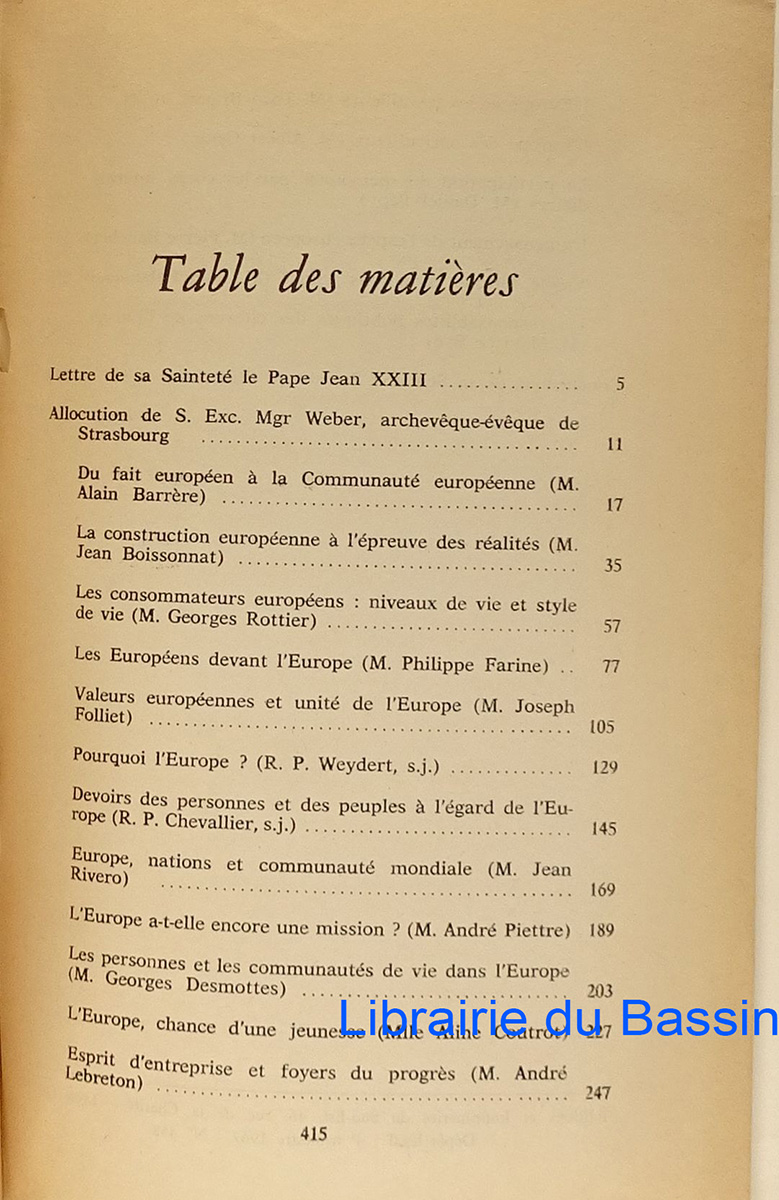 Table des matières
Lettre de sa Sainteté le Pape Jean XXIII ................ 5
Allocution de S. Exc. Mgr Weber, archevêque-évêque de
Strasbourg ........................................... 11
Du fait européen à la Communauté européenne (M.
Alain Barrère) ........................................ 17
La construction européenne à l'épreuve des réalités (M.
Jean Boissonnat) ...................................... 35
Les consommateurs européens : niveaux de vie et style
de vie (M. Georges Rottier) ............................ 57
Les Européens devant l'Europe (M. Philippe Farine) .. 77
Valeurs européennes et unité de l'Europe (M. Joseph
Folliet) ................................................ 105
Pourquoi l'Europe ? (R. P. Weydert, s.j.) .............. 129
Devoirs des personnes et des peuples à l'égard de l'Eu-
rope (R. P. Chevallier, s.j.) .............................. 145
Europe, nations et communauté mondiale (M. Jean
Rivero) ............................................... 169
L'Europe a-t-elle encore une mission ? (M. André Piettre) 189
Les personnes et les communautés de vie dans l'Europe
(M. Georges Desmottes) .............................. 203
L'Europe, chance d'une jeunesse (Mlle Aline Coutrot) 227
Librairie du Bassin
Esprit d'entreprise et foyers du progrès (M. André
Lebreton) ............................................... 247
415